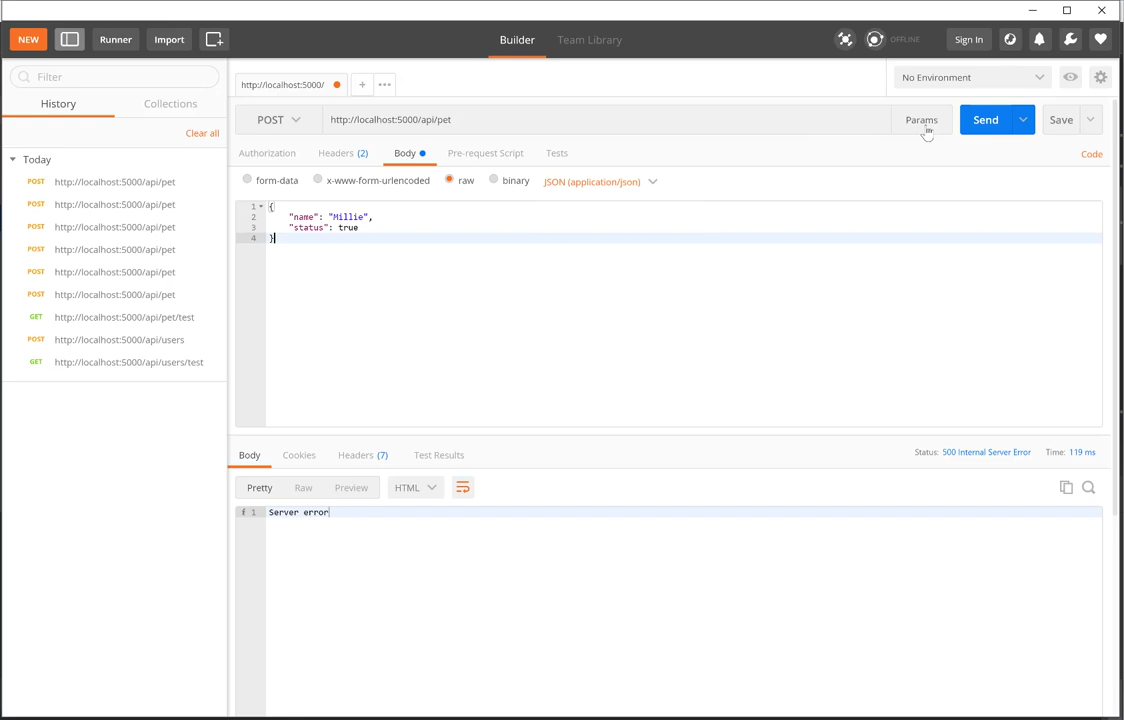 NEW Runner Import Builder Team Library OFFLINE Sign In
Filter
History Collections
Clear all
Today
POST http://localhost:5000/api/pet
POST http://localhost:5000/api/pet
POST http://localhost:5000/api/pet
POST http://localhost:5000/api/pet
POST http://localhost:5000/api/pet
POST http://localhost:5000/api/pet
GET http://localhost:5000/api/pet/test
POST http://localhost:5000/api/users
GET http://localhost:5000/api/users/test
http://localhost:5000/ + ••• No Environment
POST http://localhost:5000/api/pet Params Send Save
Authorization Headers (2) Body Pre-request Script Tests Code
form-data x-www-form-urlencoded raw binary JSON (application/json)
1 {
2 "name": "Millie",
3 "status": true
4 }
Body Cookies Headers (7) Test Results Status: 500 Internal Server Error Time: 119 ms
Pretty Raw Preview HTML
i 1 Server error